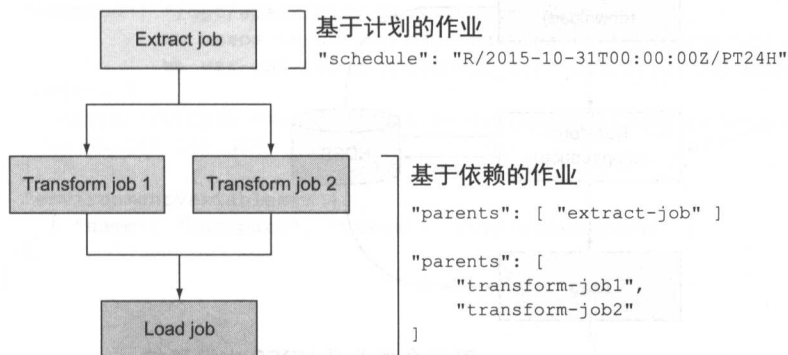 Extract job
基于计划的作业
"schedule": "R/2015-10-31T00:00:00Z/PT24H"
Transform job 1
Transform job 2
基于依赖的作业
"parents": [ "extract-job" ]
"parents": [
"transform-job1",
"transform-job2"
]
Load job